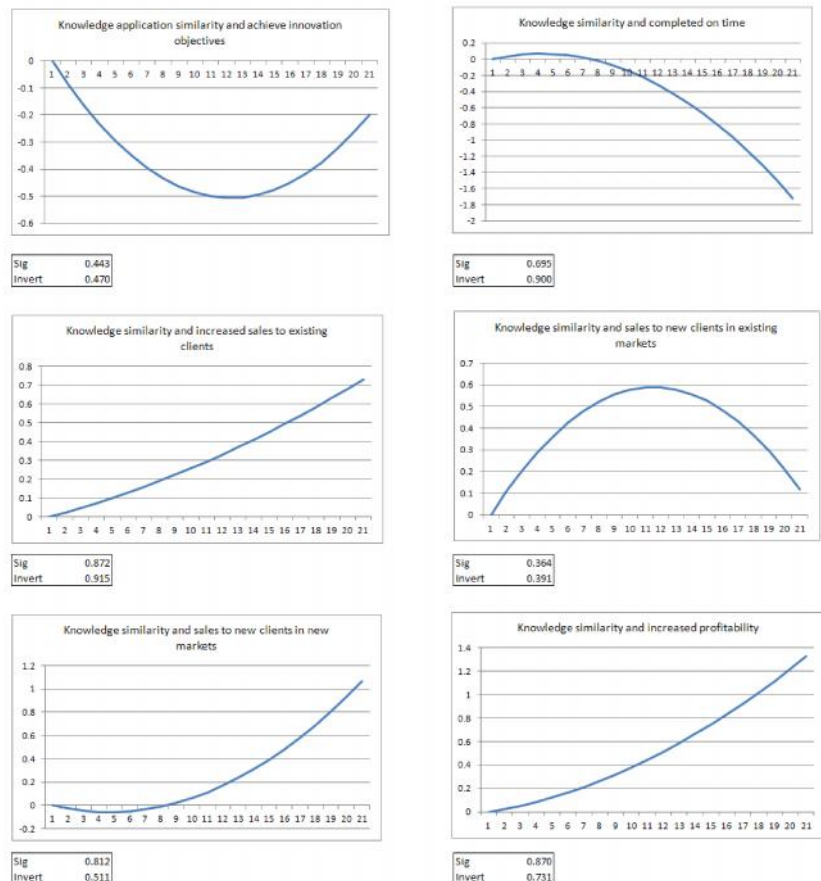 Knowledge application similarity and achieve innovation
objectives
0
1 2 3 4 5 6 7 8 9 10 11 12 13 14 15 16 17 18 19 20 21
-0.1
-0.2
-0.3
-0.4
-0.5
-0.6
Sig 0.443
Invert 0.470
Knowledge similarity and completed on time
0.2
0
1 2 3 4 5 6 7 8 9 10 11 12 13 14 15 16 17 18 19 20 21
-0.2
-0.4
-0.6
-0.8
-1
-1.2
-1.4
-1.6
-1.8
-2
Sig 0.695
Invert 0.900
Knowledge similarity and increased sales to existing
clients
0.8
0.7
0.6
0.5
0.4
0.3
0.2
0.1
0
1 2 3 4 5 6 7 8 9 10 11 12 13 14 15 16 17 18 19 20 21
Sig 0.872
Invert 0.915
Knowledge similarity and sales to new clients in existing
markets
0.7
0.6
0.5
0.4
0.3
0.2
0.1
0
1 2 3 4 5 6 7 8 9 10 11 12 13 14 15 16 17 18 19 20 21
Sig 0.364
Invert 0.391
Knowledge similarity and sales to new clients in new
markets
1.2
1
0.8
0.6
0.4
0.2
0
1 2 3 4 5 6 7 8 9 10 11 12 13 14 15 16 17 18 19 20 21
-0.2
Sig 0.812
Invert 0.511
Knowledge similarity and increased profitability
1.4
1.2
1
0.8
0.6
0.4
0.2
0
1 2 3 4 5 6 7 8 9 10 11 12 13 14 15 16 17 18 19 20 21
Sig 0.870
Invert 0.731